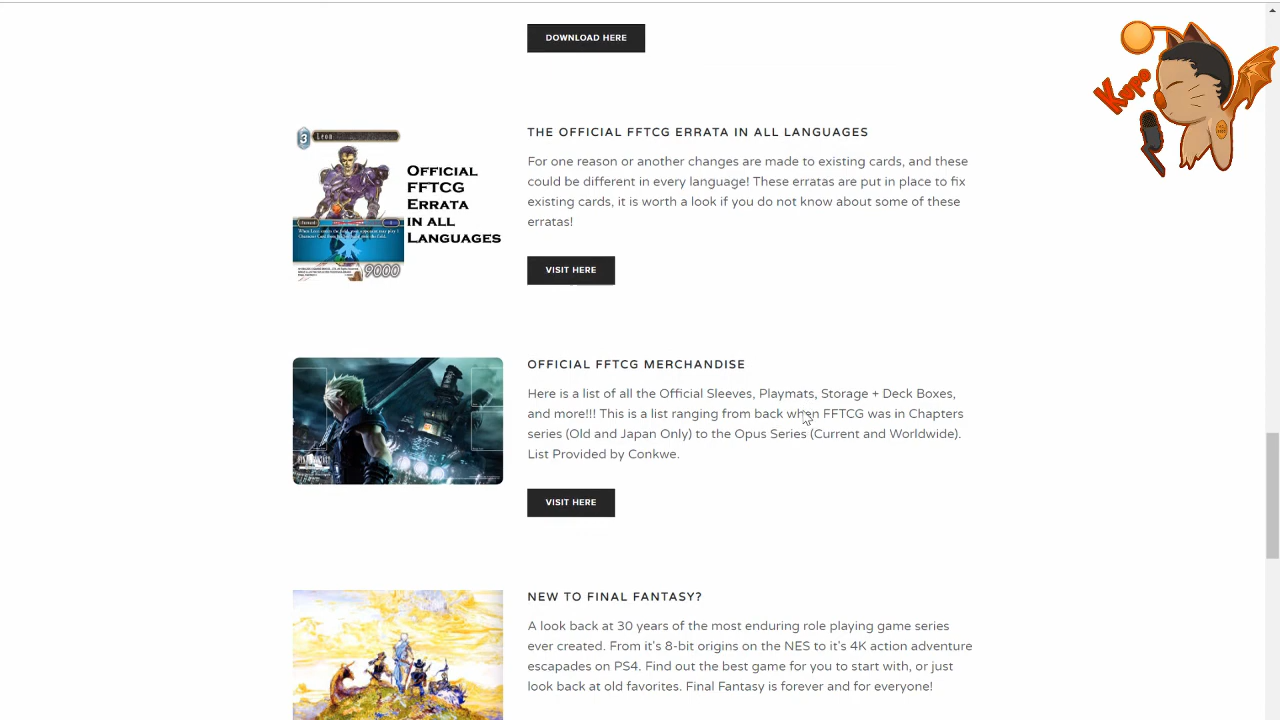 DOWNLOAD HERE
Kupo
3
Leon
OFFICIAL
FFTCG
ERRATA
IN ALL
LANGUAGES
9000
THE OFFICIAL FFTCG ERRATA IN ALL LANGUAGES
For one reason or another changes are made to existing cards, and these
could be different in every language! These erratas are put in place to fix
existing cards, it is worth a look if you do not know about some of these
erratas!
VISIT HERE
OFFICIAL FFTCG MERCHANDISE
Here is a list of all the Official Sleeves, Playmats, Storage + Deck Boxes,
and more!!! This is a list ranging from back when FFTCG was in Chapters
series (Old and Japan Only) to the Opus Series (Current and Worldwide).
List Provided by Conkwe.
VISIT HERE
NEW TO FINAL FANTASY?
A look back at 30 years of the most enduring role playing game series
ever created. From it's 8-bit origins on the NES to it's 4K action adventure
escapades on PS4. Find out the best game for you to start with, or just
look back at old favorites. Final Fantasy is forever and for everyone!